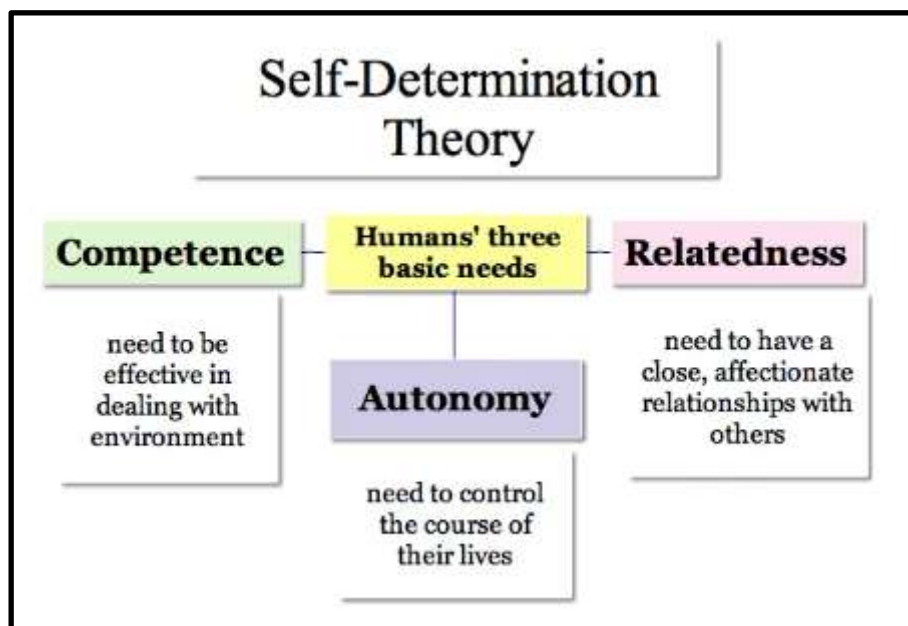 Self-Determination
Theory
Competence
Humans' three
basic needs
Relatedness
need to be
effective in
dealing with
environment
Autonomy
need to control
the course of
their lives
need to have a
close, affectionate
relationships with
others